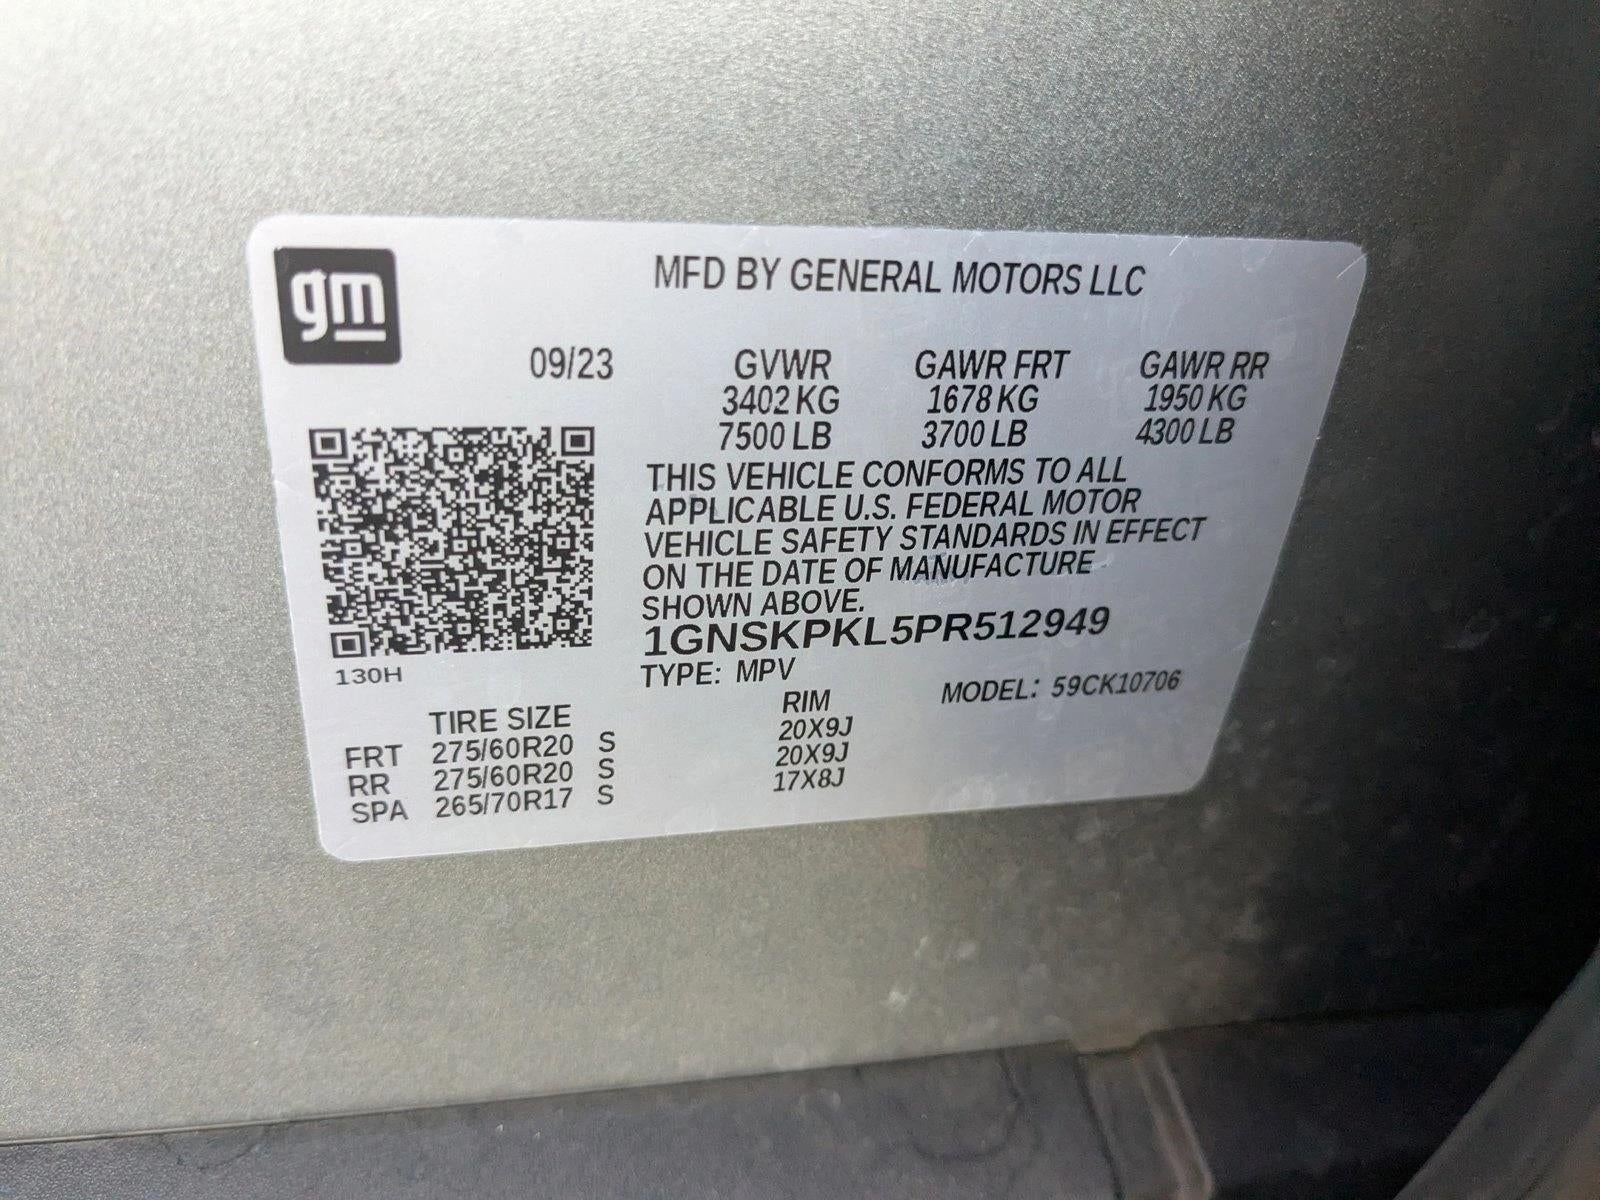 gm
MFD BY GENERAL MOTORS LLC
09/23 GVWR GAWR FRT GAWR RR
3402 KG 1678 KG 1950 KG
7500 LB 3700 LB 4300 LB
THIS VEHICLE CONFORMS TO ALL
APPLICABLE U.S. FEDERAL MOTOR
VEHICLE SAFETY STANDARDS IN EFFECT
ON THE DATE OF MANUFACTURE
SHOWN ABOVE.
1GNSKPKL5PR512949
130H
TYPE: MPV MODEL: 59CK10706
TIRE SIZE RIM
FRT 275/60R20 S 20X9J
RR 275/60R20 S 20X9J
SPA 265/70R17 S 17X8J